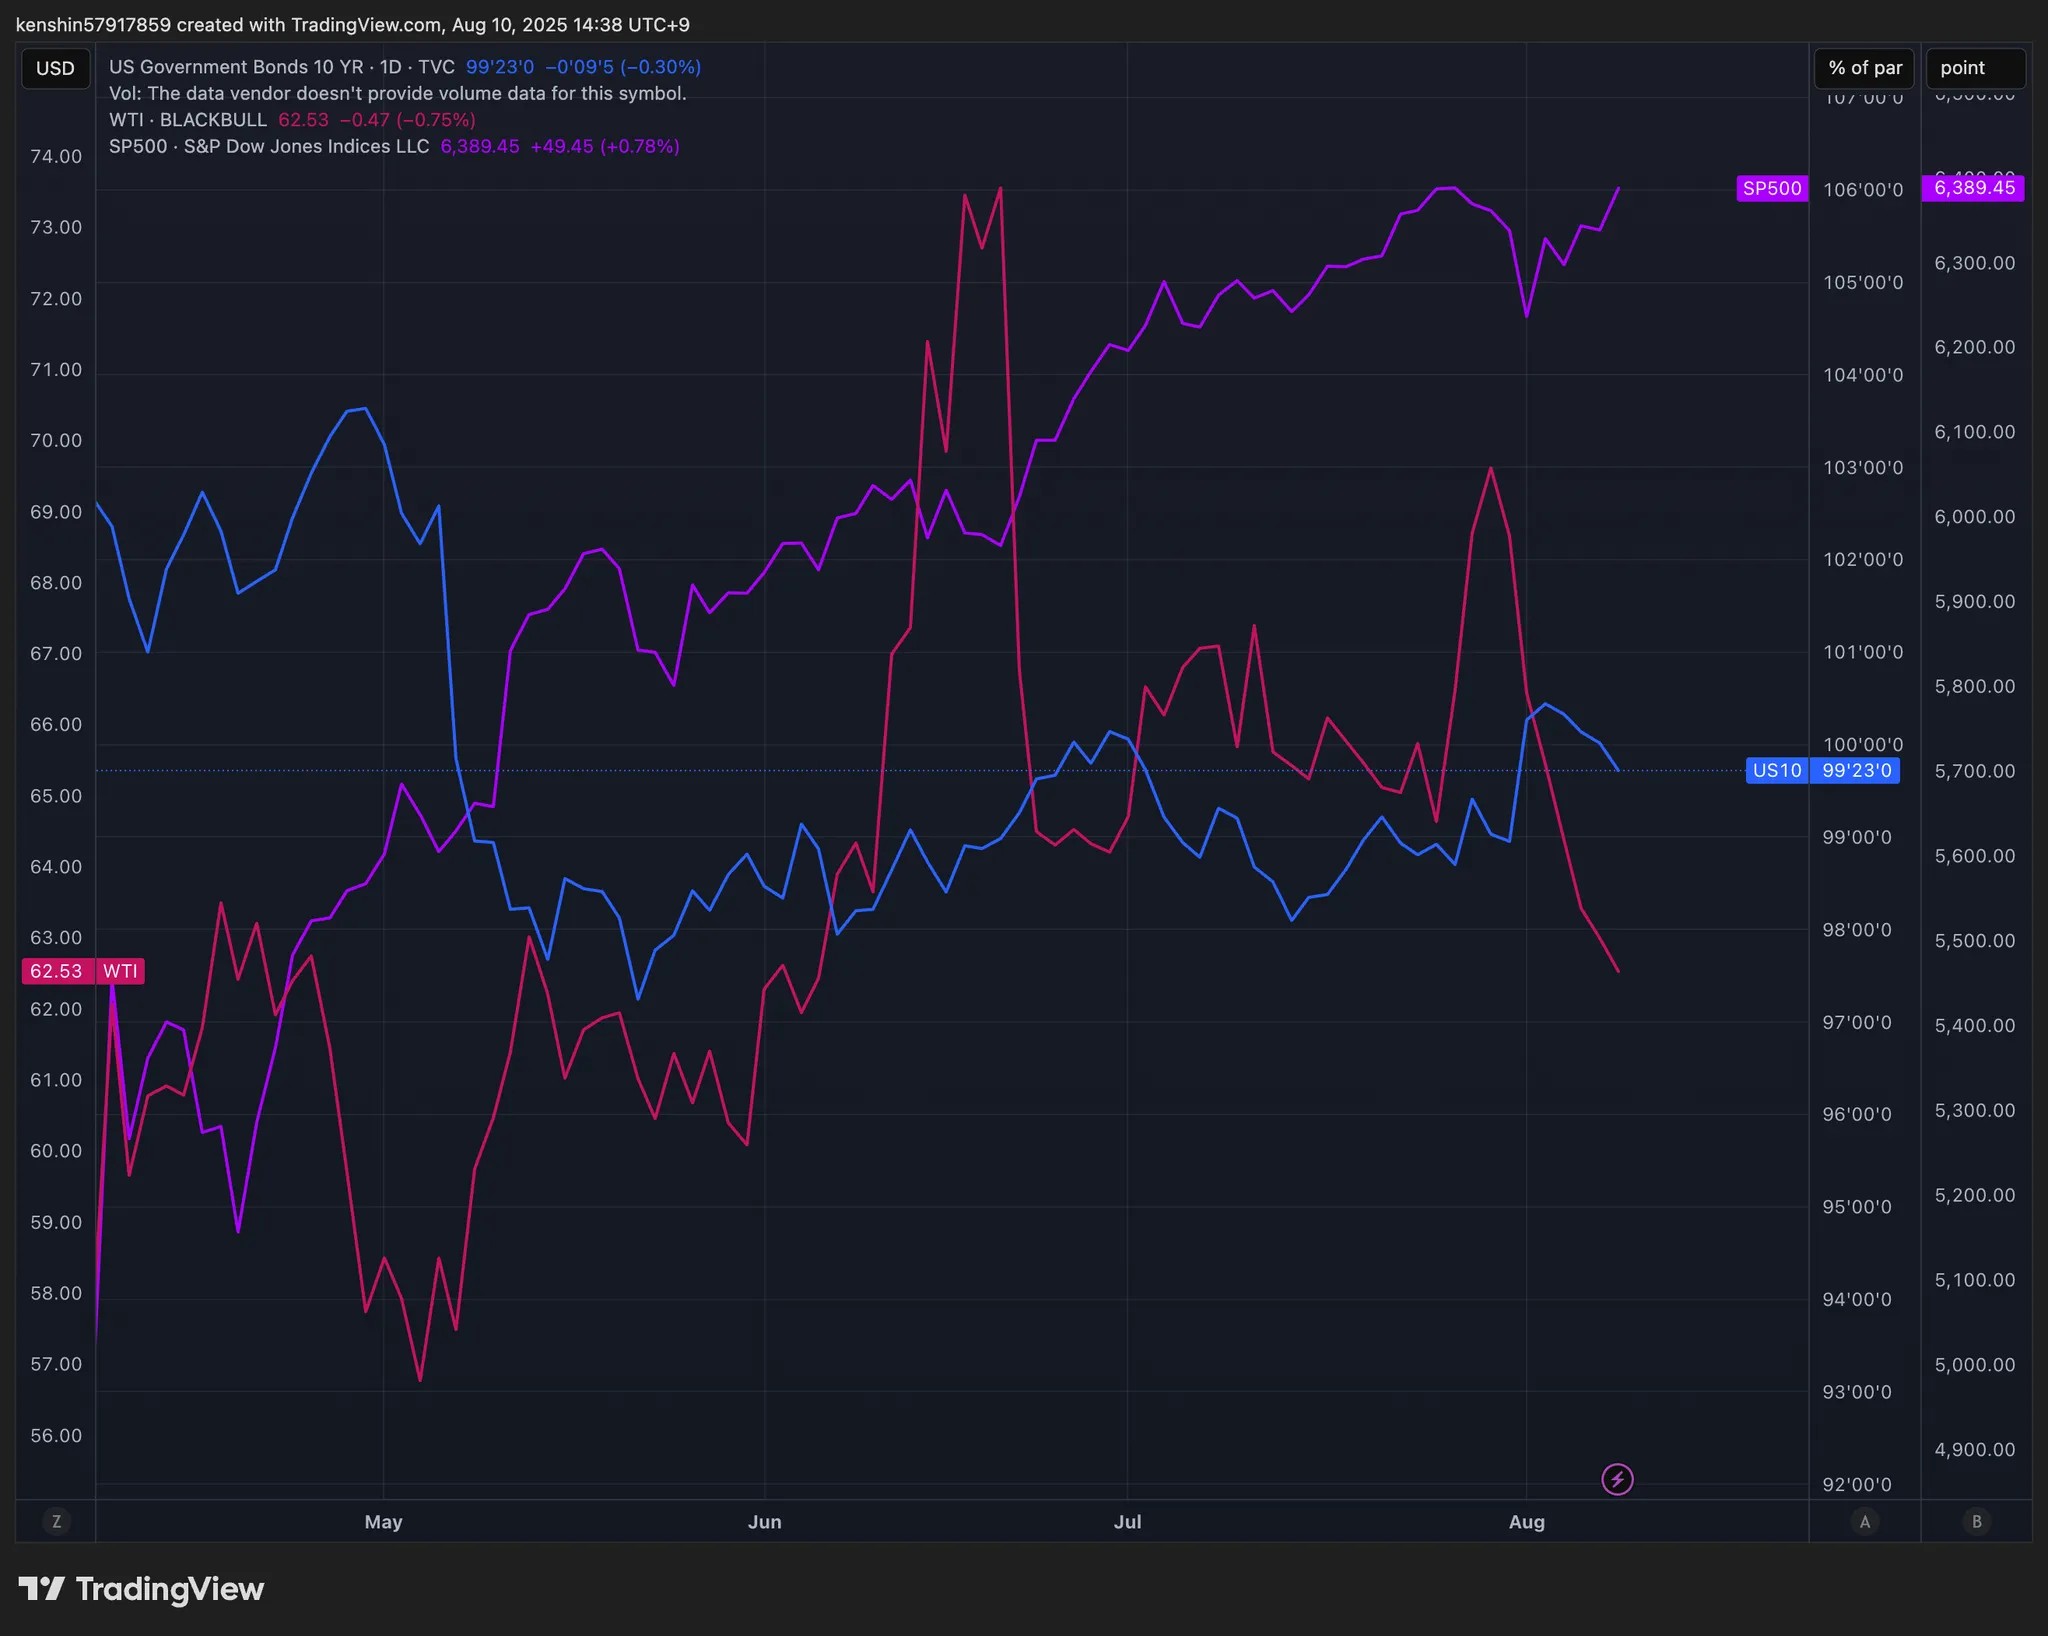 kenshin57917859 created with TradingView.com, Aug 10, 2025 14:38 UTC+9
USD
US Government Bonds 10 YR · 1D · TVC 99'23'0 −0'09'5 (−0.30%)
Vol: The data vendor doesn't provide volume data for this symbol.
WTI · BLACKBULL 62.53 −0.47 (−0.75%)
SP500 · S&P Dow Jones Indices LLC 6,389.45 +49.45 (+0.78%)
% of par
point
74.00
73.00
72.00
71.00
70.00
69.00
68.00
67.00
66.00
65.00
64.00
63.00
62.53 WTI
62.00
61.00
60.00
59.00
58.00
57.00
56.00
SP500
US10 99'23'0
107'00'0
106'00'0
105'00'0
104'00'0
103'00'0
102'00'0
101'00'0
100'00'0
99'00'0
98'00'0
97'00'0
96'00'0
95'00'0
94'00'0
93'00'0
92'00'0
6,389.45
6,300.00
6,200.00
6,100.00
6,000.00
5,900.00
5,800.00
5,700.00
5,600.00
5,500.00
5,400.00
5,300.00
5,200.00
5,100.00
5,000.00
4,900.00
Z
May
Jun
Jul
Aug
A
B
TradingView